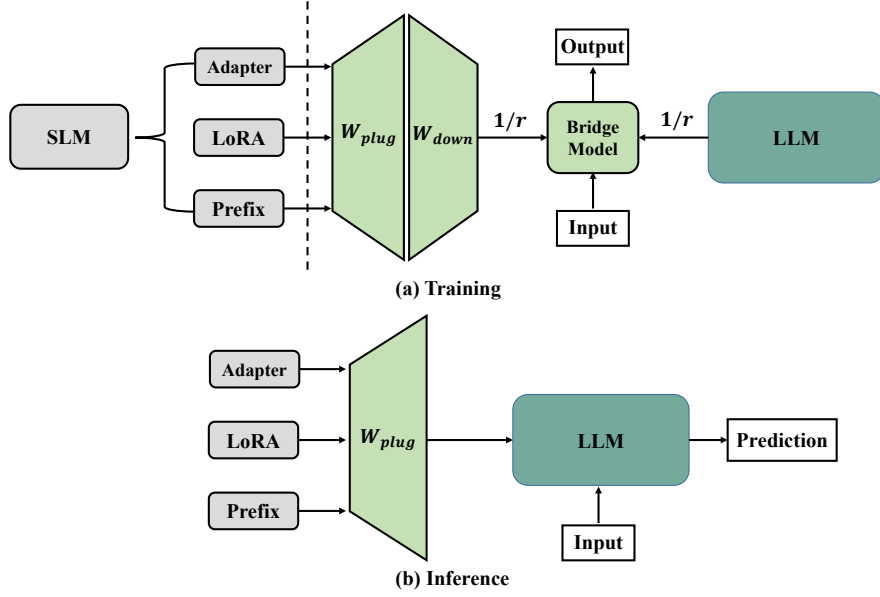 SLM
Adapter
LoRA
Prefix
W_plug
W_down
1/r
Output
Bridge
Model
Input
1/r
LLM
(a) Training
Adapter
LoRA
Prefix
W_plug
LLM
Input
Prediction
(b) Inference